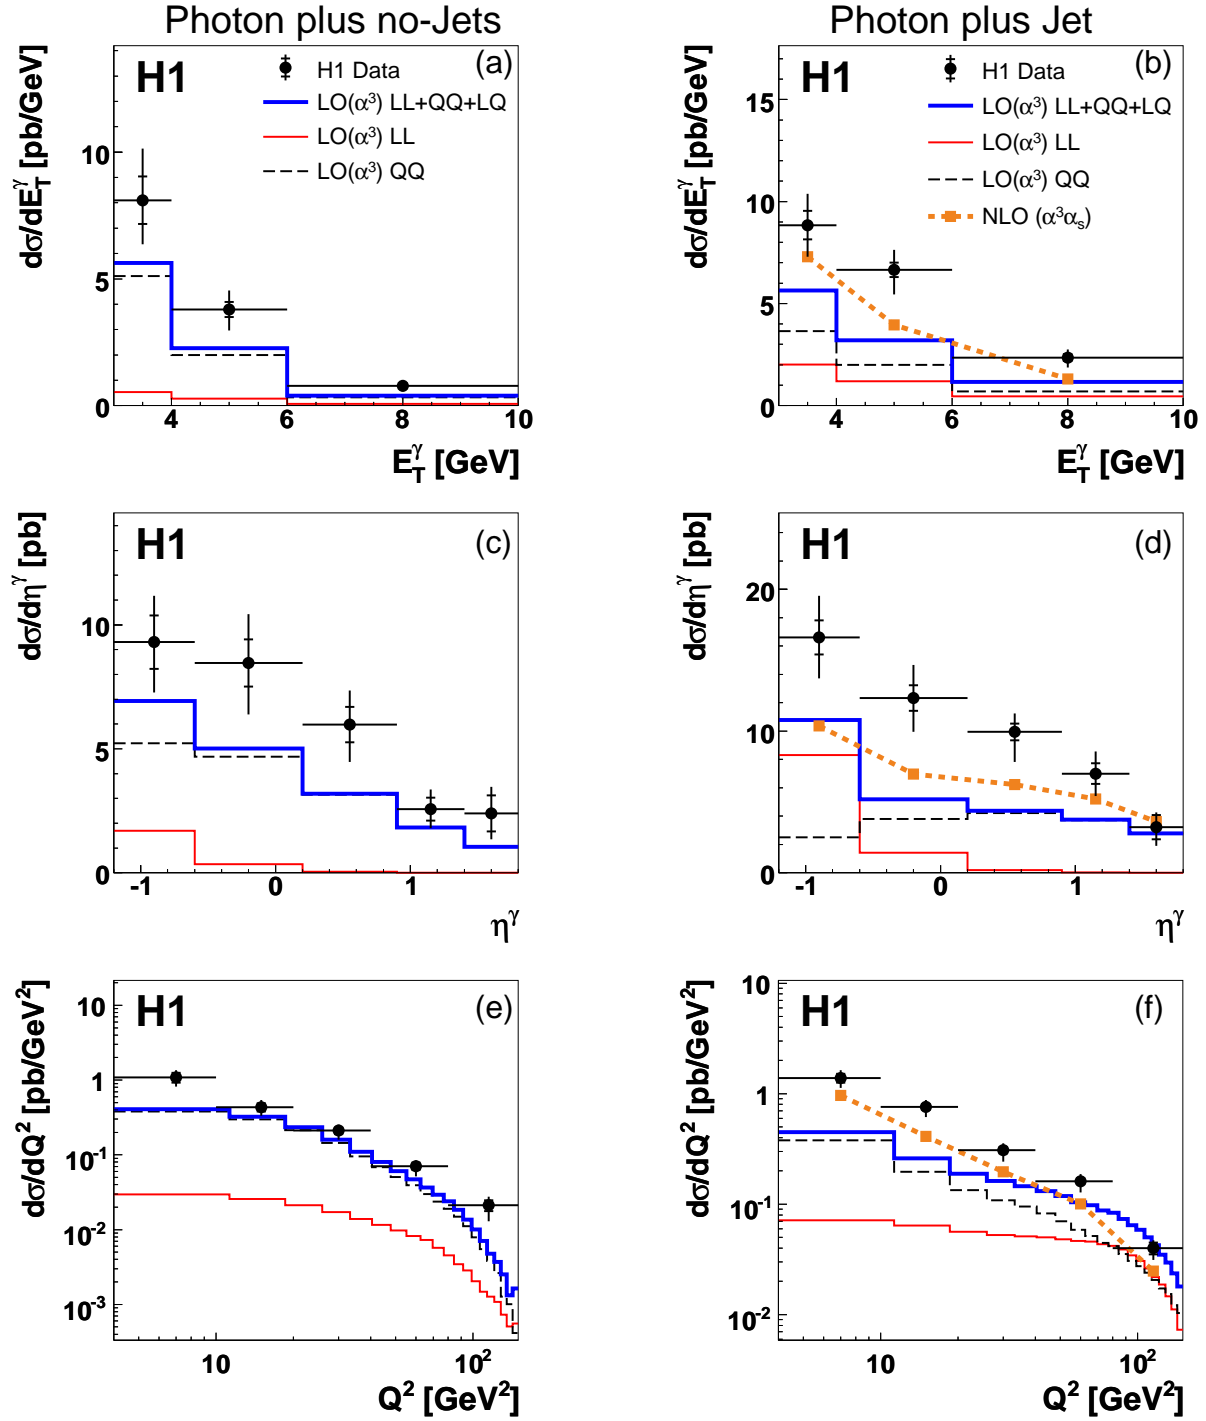 Photon plus no-Jets
Photon plus Jet
H1
(a)
H1 Data
LO(α³) LL+QQ+LQ
LO(α³) LL
LO(α³) QQ
dσ/dE_T^γ [pb/GeV]
10
5
0
4 6 8 10
E_T^γ [GeV]
H1
(b)
H1 Data
LO(α³) LL+QQ+LQ
LO(α³) LL
LO(α³) QQ
NLO (α³αₛ)
dσ/dE_T^γ [pb/GeV]
15
10
5
0
4 6 8 10
E_T^γ [GeV]
H1
(c)
dσ/dη^γ [pb]
10
5
0
-1 0 1
η^γ
H1
(d)
dσ/dη^γ [pb]
20
10
0
-1 0 1
η^γ
H1
(e)
dσ/dQ² [pb/GeV²]
10
1
10⁻¹
10⁻²
10⁻³
10 10²
Q² [GeV²]
H1
(f)
dσ/dQ² [pb/GeV²]
10
1
10⁻¹
10⁻²
10 10²
Q² [GeV²]